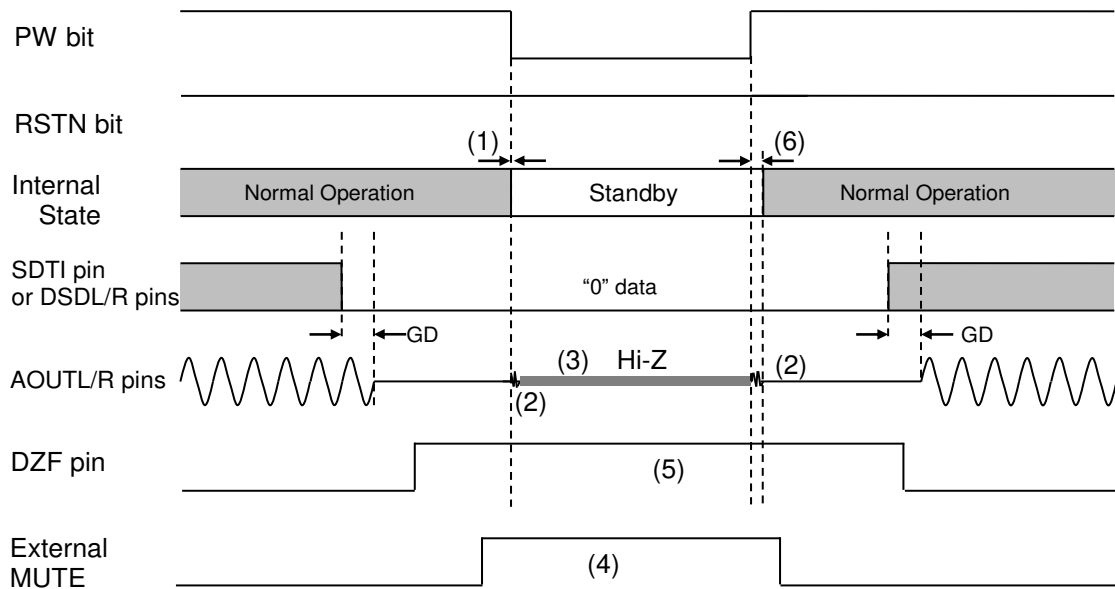 PW bit
RSTN bit
(1)
(6)
Internal
State
Normal Operation
Standby
Normal Operation
SDTI pin
or DSDL/R pins
“0” data
GD
GD
AOUTL/R pins
(3)
Hi-Z
(2)
(2)
DZF pin
(5)
External
MUTE
(4)